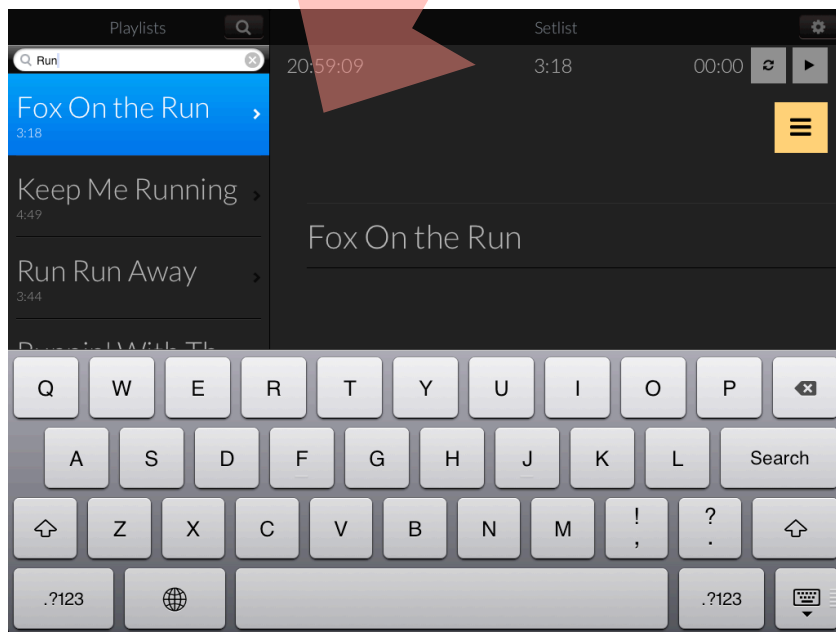 Playlists
Setlist
Run
20:59:09
3:18
00:00
Fox On the Run
3:18
Keep Me Running
4:49
Run Run Away
3:44
Fox On the Run
Q W E R T Y U I O P
A S D F G H J K L Search
Z X C V B N M ! , ? .
.?123 .?123